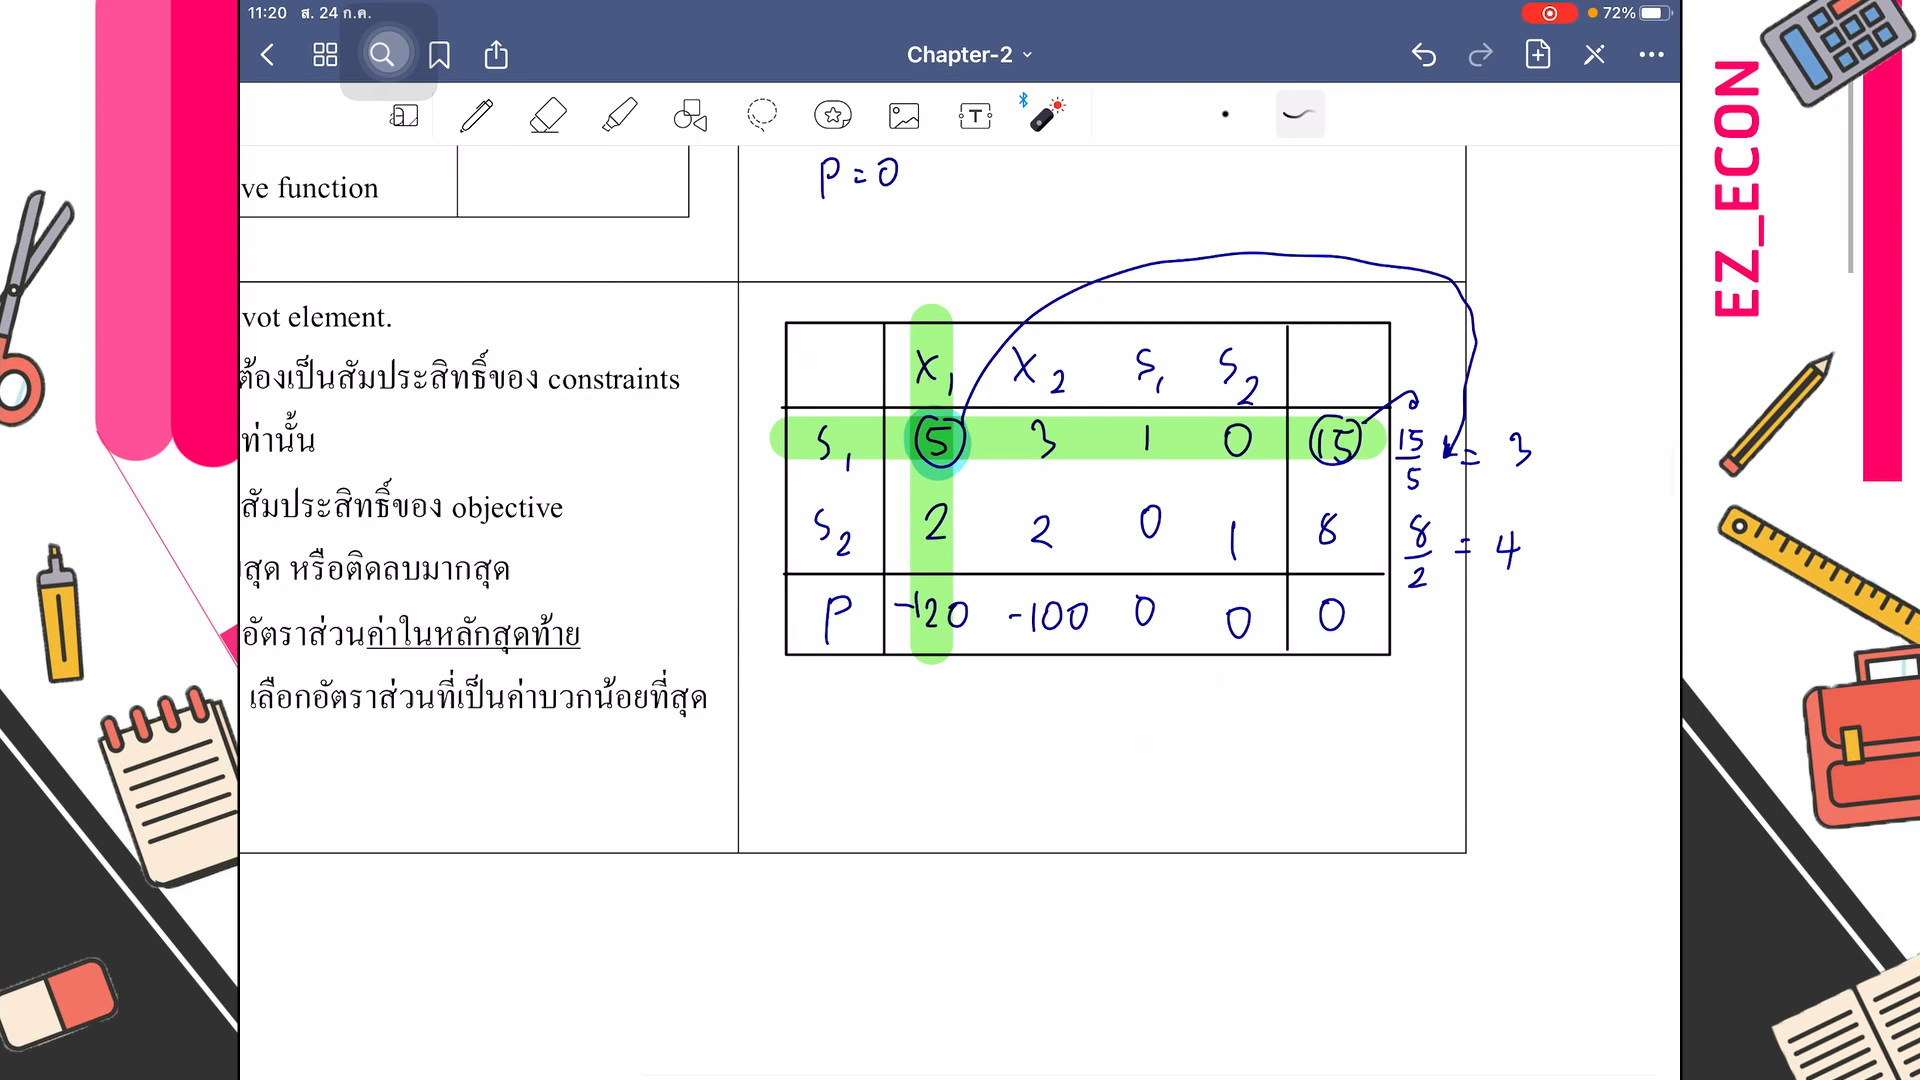 11:20 ส. 24 ก.ค.
72%
Chapter-2
EZ_ECON
ve function
P = 0
vot element.
ต้องเป็นสัมประสิทธิ์ของ constraints
ท่านั้น
สัมประสิทธิ์ของ objective
สุด หรือติดลบมากสุด
อัตราส่วนค่าในหลักสุดท้าย
เลือกอัตราส่วนที่เป็นค่าบวกน้อยที่สุด
X₁ X₂ S₁ S₂
S₁ 5 3 1 0 15 15/5 = 3
S₂ 2 2 0 1 8 8/2 = 4
P -120 -100 0 0 0